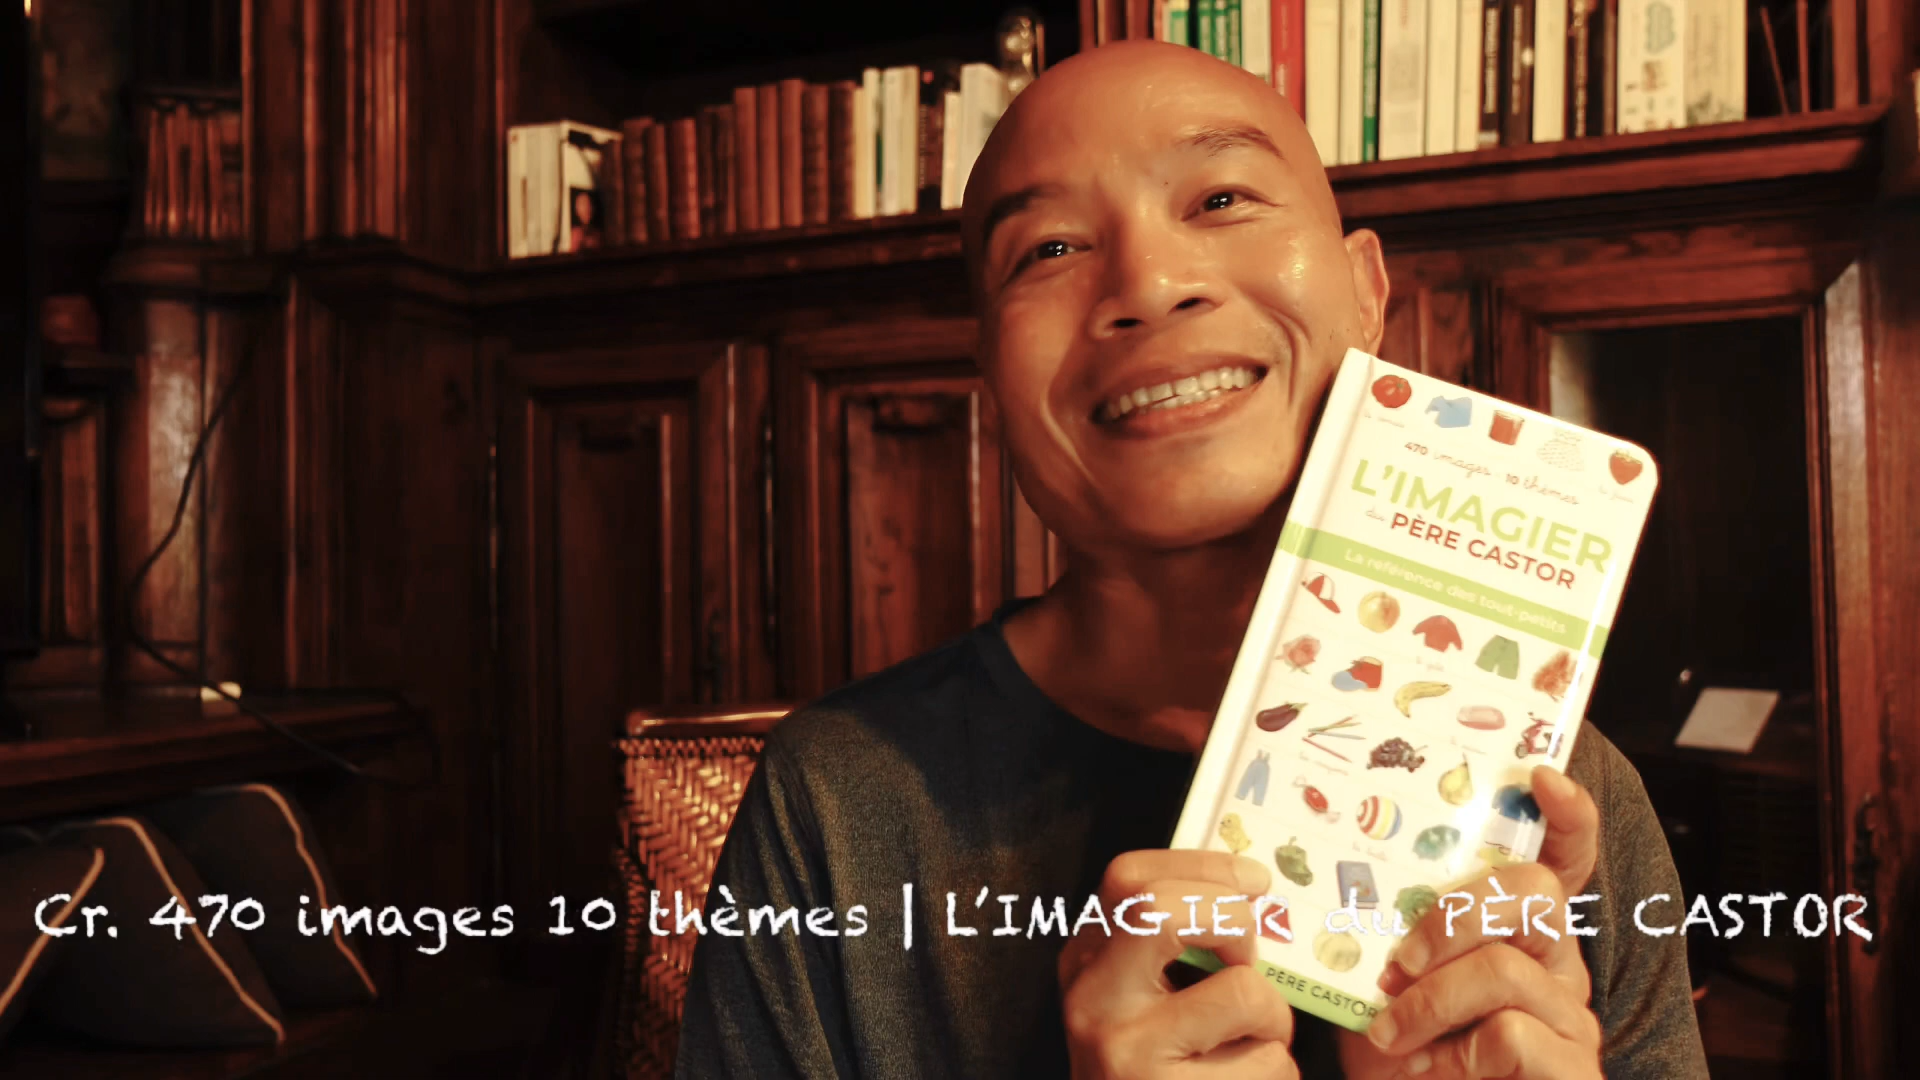 470 images · 10 thèmes
L'IMAGIER
du PÈRE CASTOR
La référence des tout-petits
PÈRE CASTOR
Cr. 470 images 10 thèmes | L'IMAGIER du PÈRE CASTOR